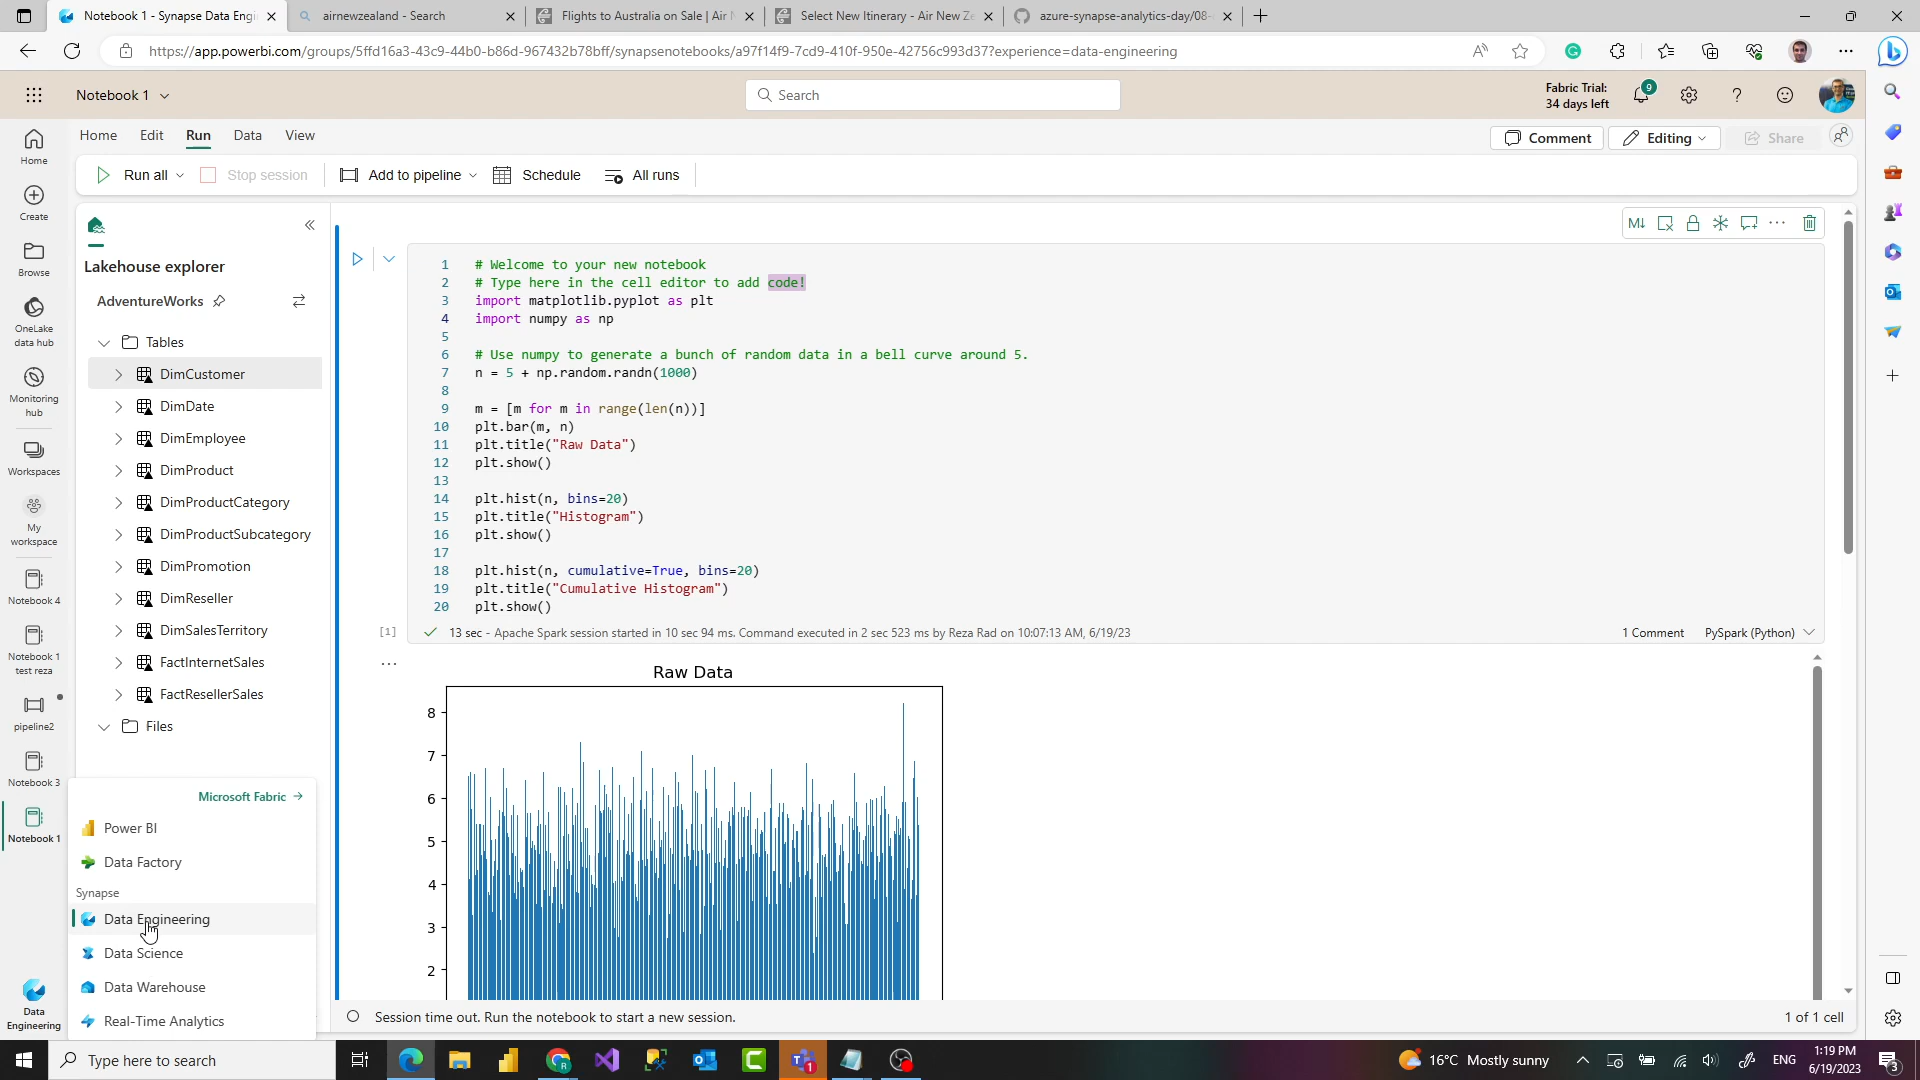 Notebook 1 - Synapse Data Engi
airnewzealand - Search
Flights to Australia on Sale | Air N
Select New Itinerary - Air New Ze
azure-synapse-analytics-day/08-
https://app.powerbi.com/groups/5ffd16a3-43c9-44b0-b86d-967432b78bff/synapsenotebooks/a97f14f9-7cd9-410f-950e-42756c993d37?experience=data-engineering
Notebook 1
Search
Fabric Trial:
34 days left
9
Home Edit Run Data View
Comment Editing Share
Run all Stop session Add to pipeline Schedule All runs
Home
Create
Browse
OneLake
data hub
Monitoring
hub
Workspaces
My
workspace
Notebook 4
Notebook 1
test reza
pipeline2
Notebook 3
Notebook 1
Data
Engineering
Lakehouse explorer
AdventureWorks
Tables
DimCustomer
DimDate
DimEmployee
DimProduct
DimProductCategory
DimProductSubcategory
DimPromotion
DimReseller
DimSalesTerritory
FactInternetSales
FactResellerSales
Files
Microsoft Fabric →
Power BI
Data Factory
Synapse
Data Engineering
Data Science
Data Warehouse
Real-Time Analytics
M↓
1 # Welcome to your new notebook
2 # Type here in the cell editor to add code!
3 import matplotlib.pyplot as plt
4 import numpy as np
5
6 # Use numpy to generate a bunch of random data in a bell curve around 5.
7 n = 5 + np.random.randn(1000)
8
9 m = [m for m in range(len(n))]
10 plt.bar(m, n)
11 plt.title("Raw Data")
12 plt.show()
13
14 plt.hist(n, bins=20)
15 plt.title("Histogram")
16 plt.show()
17
18 plt.hist(n, cumulative=True, bins=20)
19 plt.title("Cumulative Histogram")
20 plt.show()
[1] 13 sec - Apache Spark session started in 10 sec 94 ms. Command executed in 2 sec 523 ms by Reza Rad on 10:07:13 AM, 6/19/23 1 Comment PySpark (Python)
Raw Data
8
7
6
5
4
3
2
Session time out. Run the notebook to start a new session. 1 of 1 cell
Type here to search
1
16°C Mostly sunny
ENG
1:19 PM
6/19/2023
3